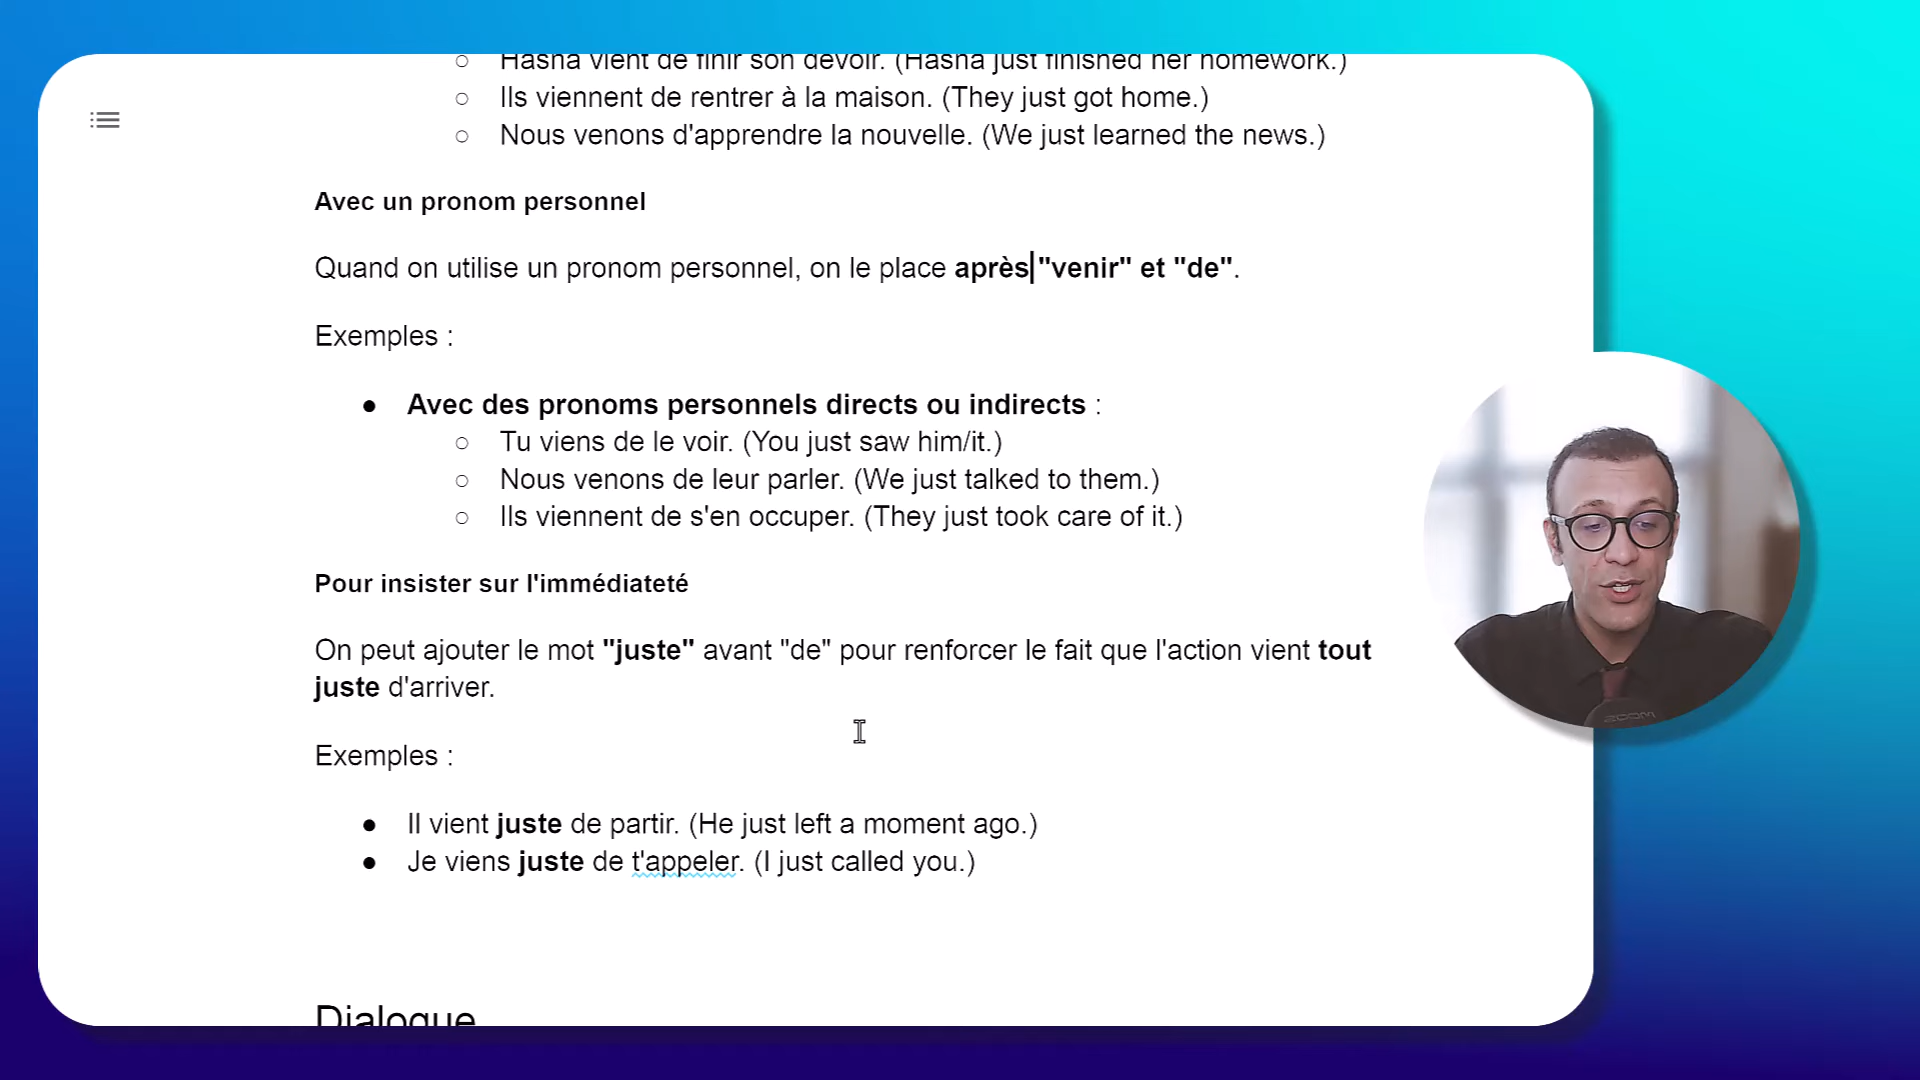 Hasna vient de finir son devoir. (Hasna just finished her homework.)
Ils viennent de rentrer à la maison. (They just got home.)
Nous venons d'apprendre la nouvelle. (We just learned the news.)
Avec un pronom personnel
Quand on utilise un pronom personnel, on le place après "venir" et "de".
Exemples :
Avec des pronoms personnels directs ou indirects :
Tu viens de le voir. (You just saw him/it.)
Nous venons de leur parler. (We just talked to them.)
Ils viennent de s'en occuper. (They just took care of it.)
Pour insister sur l'immédiateté
On peut ajouter le mot "juste" avant "de" pour renforcer le fait que l'action vient tout
juste d'arriver.
Exemples :
Il vient juste de partir. (He just left a moment ago.)
Je viens juste de t'appeler. (I just called you.)
Dialogue
zoom